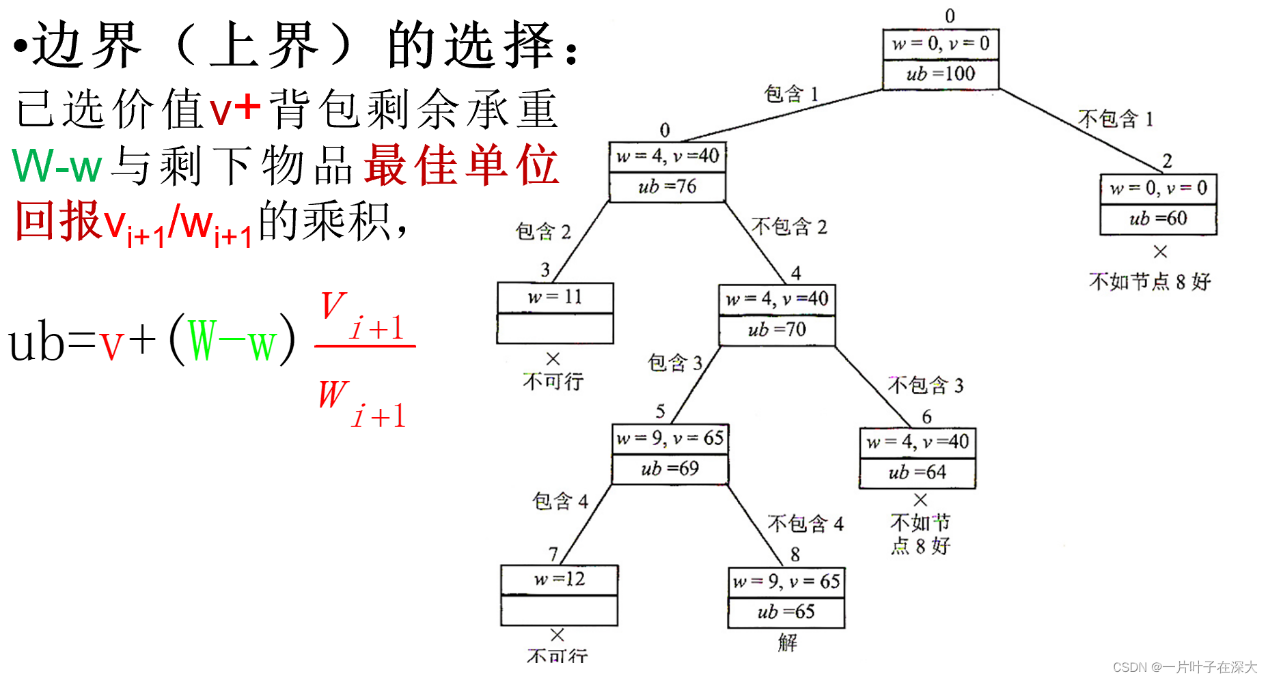 •边界（上界）的选择：
已选价值v+背包剩余承重
W-w与剩下物品最佳单位
回报vi+1/wi+1的乘积，
ub=v+(W-w) Vi+1
Wi+1
0
w = 0, v = 0
ub =100
包含 1
不包含 1
0
w = 4, v =40
ub =76
2
w = 0, v = 0
ub =60
×
不如节点 8 好
包含 2
不包含 2
3
w = 11
×
不可行
4
w = 4, v =40
ub =70
包含 3
不包含 3
5
w = 9, v = 65
ub =69
6
w = 4, v =40
ub =64
×
不如节
点 8 好
包含 4
不包含 4
7
w =12
×
不可行
8
w = 9, v = 65
ub =65
解
CSDN @一片叶子在深大